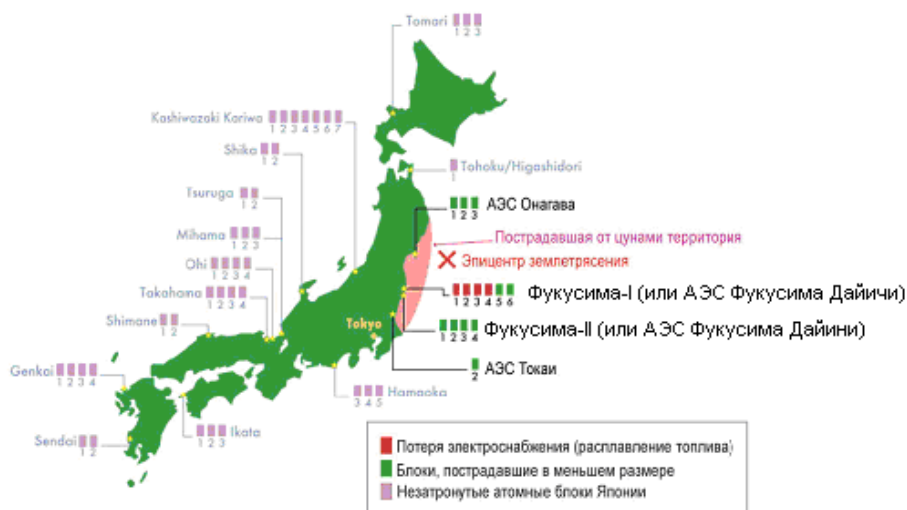 Tomari
1 2 3
Kashiwazaki Kariwa
1 2 3 4 5 6 7
Shika
1 2
Tohoku/Higashidori
1
Tsuruga
1 2
АЭС Онагава
1 2 3
Mihama
1 2 3
Пострадавшая от цунами территория
Эпицентр землетрясения
Ohi
1 2 3 4
Takahama
1 2 3 4
Фукусима-I (или АЭС Фукусима Дайичи)
1 2 3 4 5 6
Shimane
1 2
Tokyo
Фукусима-II (или АЭС Фукусима Дайини)
1 2 3 4
Genkai
1 2 3 4
АЭС Токаи
2
Hamaoka
3 4 5
Ikata
1 2 3
Sendai
1 2
Потеря электроснабжения (расплавление топлива)
Блоки, пострадавшие в меньшем размере
Незатронутые атомные блоки Японии